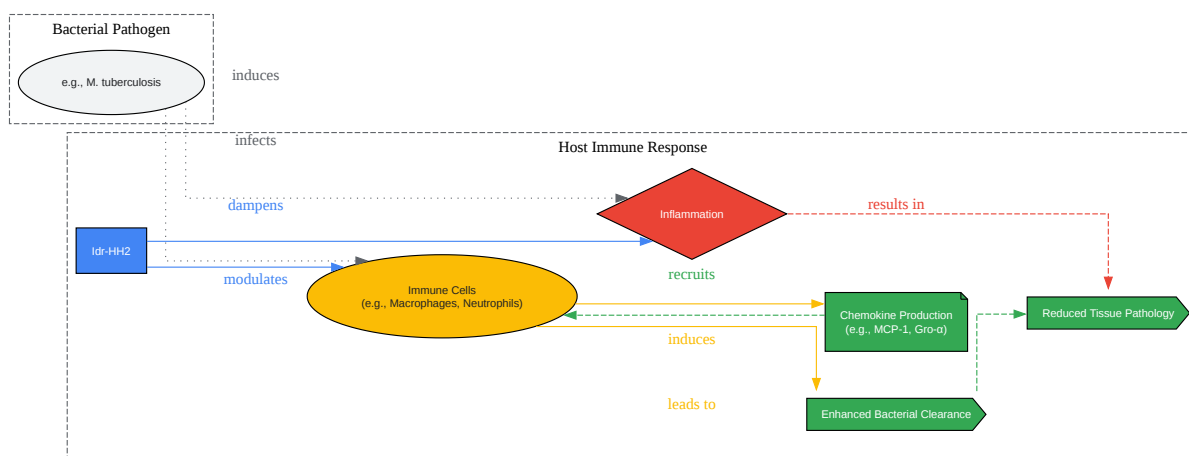 Bacterial Pathogen
e.g., M. tuberculosis
induces
infects
Host Immune Response
dampens
Inflammation
results in
Idr-HH2
modulates
recruits
Immune Cells
(e.g., Macrophages, Neutrophils)
Chemokine Production
(e.g., MCP-1, Gro-α)
Reduced Tissue Pathology
induces
leads to
Enhanced Bacterial Clearance